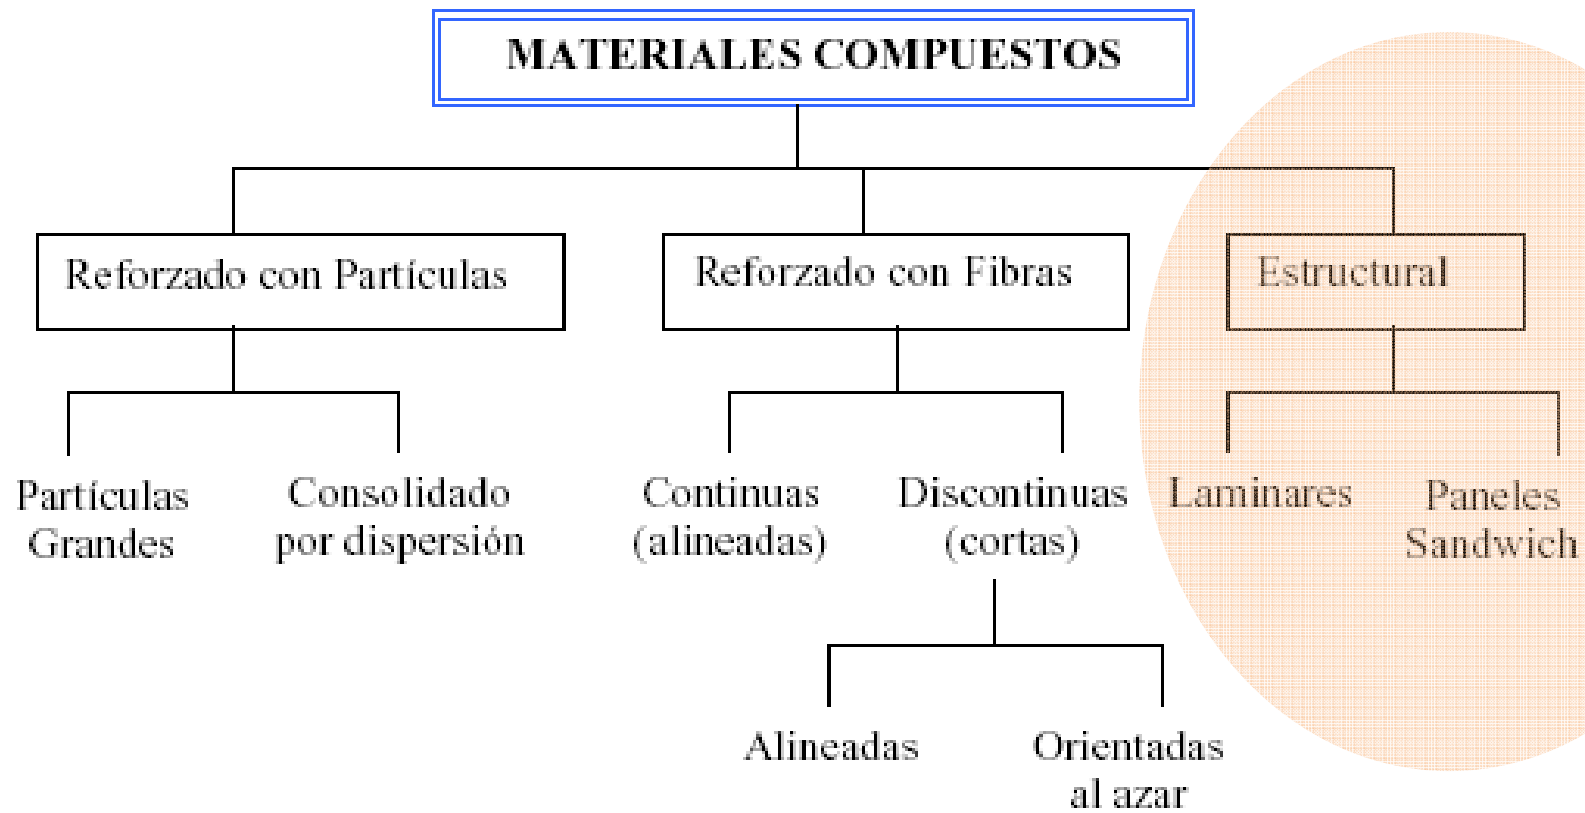 MATERIALES COMPUESTOS
Reforzado con Partículas
Reforzado con Fibras
Estructural
Partículas
Grandes
Consolidado
por dispersión
Continuas
(alineadas)
Discontinuas
(cortas)
Laminares
Paneles
Sandwich
Alineadas
Orientadas
al azar